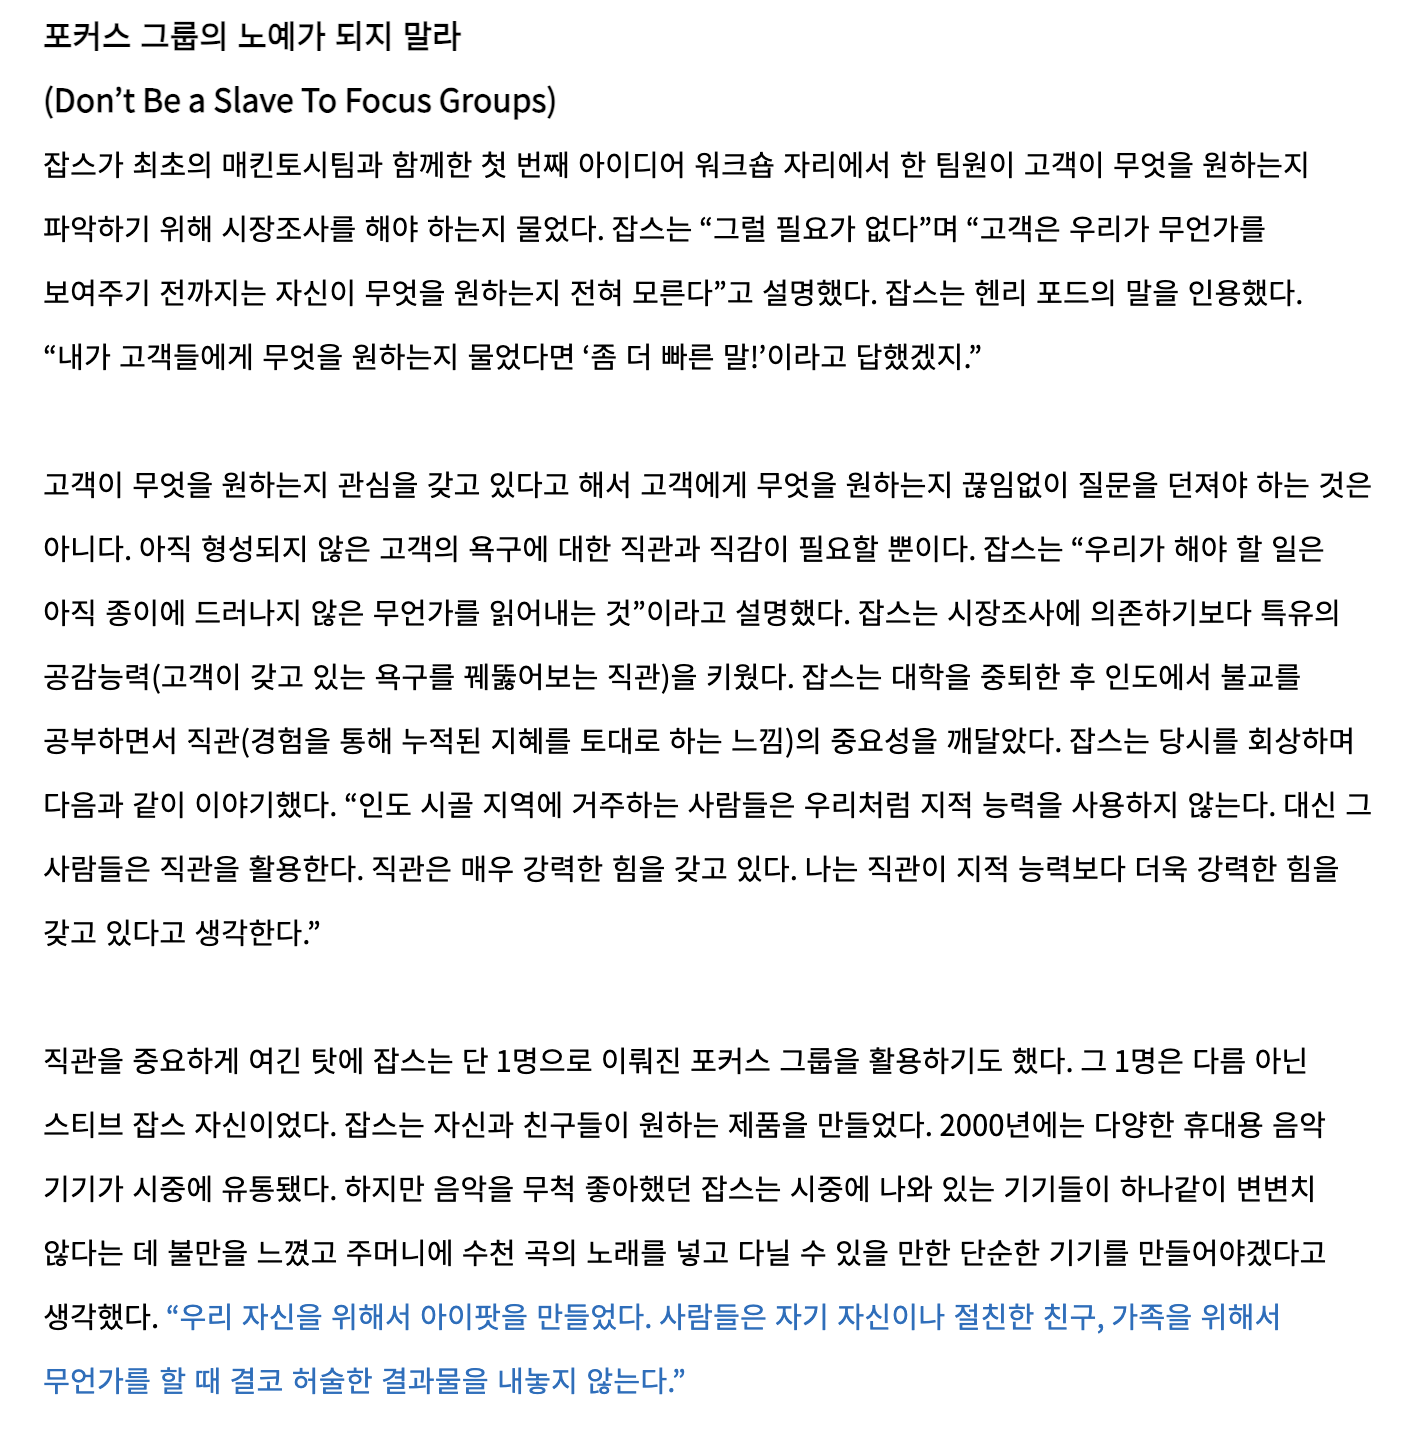 포커스 그룹의 노예가 되지 말라
(Don’t Be a Slave To Focus Groups)
잡스가 최초의 매킨토시팀과 함께한 첫 번째 아이디어 워크숍 자리에서 한 팀원이 고객이 무엇을 원하는지
파악하기 위해 시장조사를 해야 하는지 물었다. 잡스는 “그럴 필요가 없다”며 “고객은 우리가 무언가를
보여주기 전까지는 자신이 무엇을 원하는지 전혀 모른다”고 설명했다. 잡스는 헨리 포드의 말을 인용했다.
“내가 고객들에게 무엇을 원하는지 물었다면 ‘좀 더 빠른 말!’이라고 답했겠지.”
고객이 무엇을 원하는지 관심을 갖고 있다고 해서 고객에게 무엇을 원하는지 끊임없이 질문을 던져야 하는 것은
아니다. 아직 형성되지 않은 고객의 욕구에 대한 직관과 직감이 필요할 뿐이다. 잡스는 “우리가 해야 할 일은
아직 종이에 드러나지 않은 무언가를 읽어내는 것”이라고 설명했다. 잡스는 시장조사에 의존하기보다 특유의
공감능력(고객이 갖고 있는 욕구를 꿰뚫어보는 직관)을 키웠다. 잡스는 대학을 중퇴한 후 인도에서 불교를
공부하면서 직관(경험을 통해 누적된 지혜를 토대로 하는 느낌)의 중요성을 깨달았다. 잡스는 당시를 회상하며
다음과 같이 이야기했다. “인도 시골 지역에 거주하는 사람들은 우리처럼 지적 능력을 사용하지 않는다. 대신 그
사람들은 직관을 활용한다. 직관은 매우 강력한 힘을 갖고 있다. 나는 직관이 지적 능력보다 더욱 강력한 힘을
갖고 있다고 생각한다.”
직관을 중요하게 여긴 탓에 잡스는 단 1명으로 이뤄진 포커스 그룹을 활용하기도 했다. 그 1명은 다름 아닌
스티브 잡스 자신이었다. 잡스는 자신과 친구들이 원하는 제품을 만들었다. 2000년에는 다양한 휴대용 음악
기기가 시중에 유통됐다. 하지만 음악을 무척 좋아했던 잡스는 시중에 나와 있는 기기들이 하나같이 변변치
않다는 데 불만을 느꼈고 주머니에 수천 곡의 노래를 넣고 다닐 수 있을 만한 단순한 기기를 만들어야겠다고
생각했다. “우리 자신을 위해서 아이팟을 만들었다. 사람들은 자기 자신이나 절친한 친구, 가족을 위해서
무언가를 할 때 결코 허술한 결과물을 내놓지 않는다.”